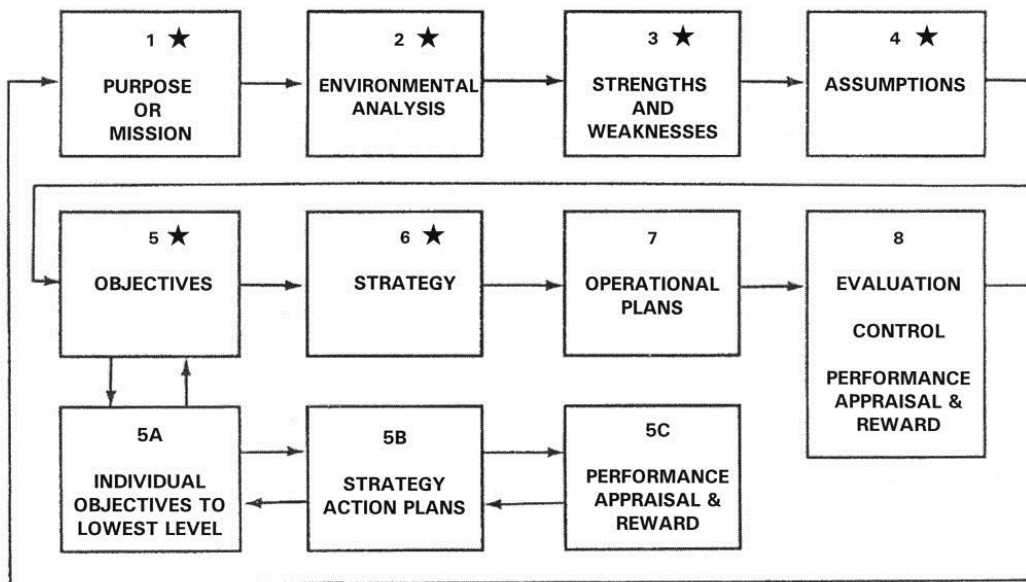 1 ★
PURPOSE
OR
MISSION
2 ★
ENVIRONMENTAL
ANALYSIS
3 ★
STRENGTHS
AND
WEAKNESSES
4 ★
ASSUMPTIONS
5 ★
OBJECTIVES
6 ★
STRATEGY
7
OPERATIONAL
PLANS
8
EVALUATION
CONTROL
PERFORMANCE
APPRAISAL &
REWARD
5A
INDIVIDUAL
OBJECTIVES TO
LOWEST LEVEL
5B
STRATEGY
ACTION PLANS
5C
PERFORMANCE
APPRAISAL &
REWARD